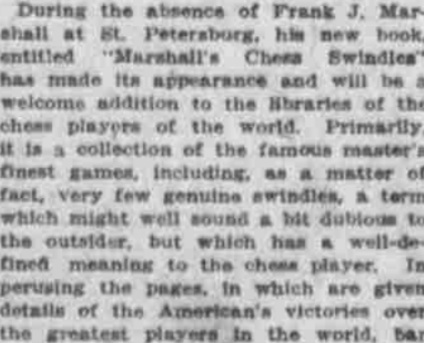 During the absence of Frank J. Mar-
shall at St. Petersburg, his new book,
entitled "Marshall's Chess Swindles"
has made its appearance and will be a
welcome addition to the libraries of the
chess players of the world. Primarily,
it is a collection of the famous master's
finest games, including, as a matter of
fact, very few genuine swindles, a term
which might well sound a bit dubious to
the outsider, but which has a well-de-
fined meaning to the chess player. In
perusing the pages, in which are given
details of the American's victories over
the greatest players in the world, bar